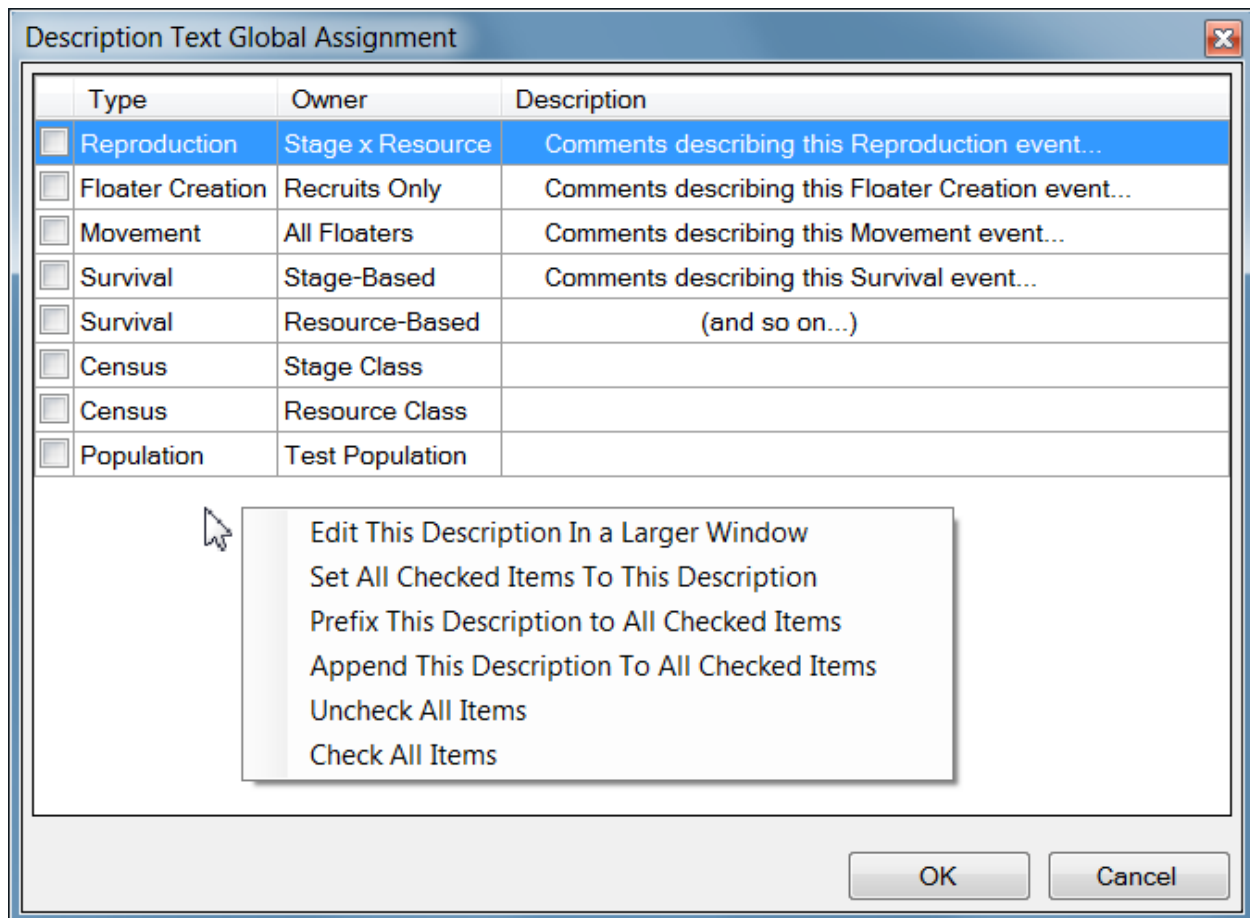 Description Text Global Assignment
Type Owner Description
Reproduction Stage x Resource Comments describing this Reproduction event...
Floater Creation Recruits Only Comments describing this Floater Creation event...
Movement All Floaters Comments describing this Movement event...
Survival Stage-Based Comments describing this Survival event...
Survival Resource-Based (and so on...)
Census Stage Class
Census Resource Class
Population Test Population
Edit This Description In a Larger Window
Set All Checked Items To This Description
Prefix This Description to All Checked Items
Append This Description To All Checked Items
Uncheck All Items
Check All Items
OK Cancel